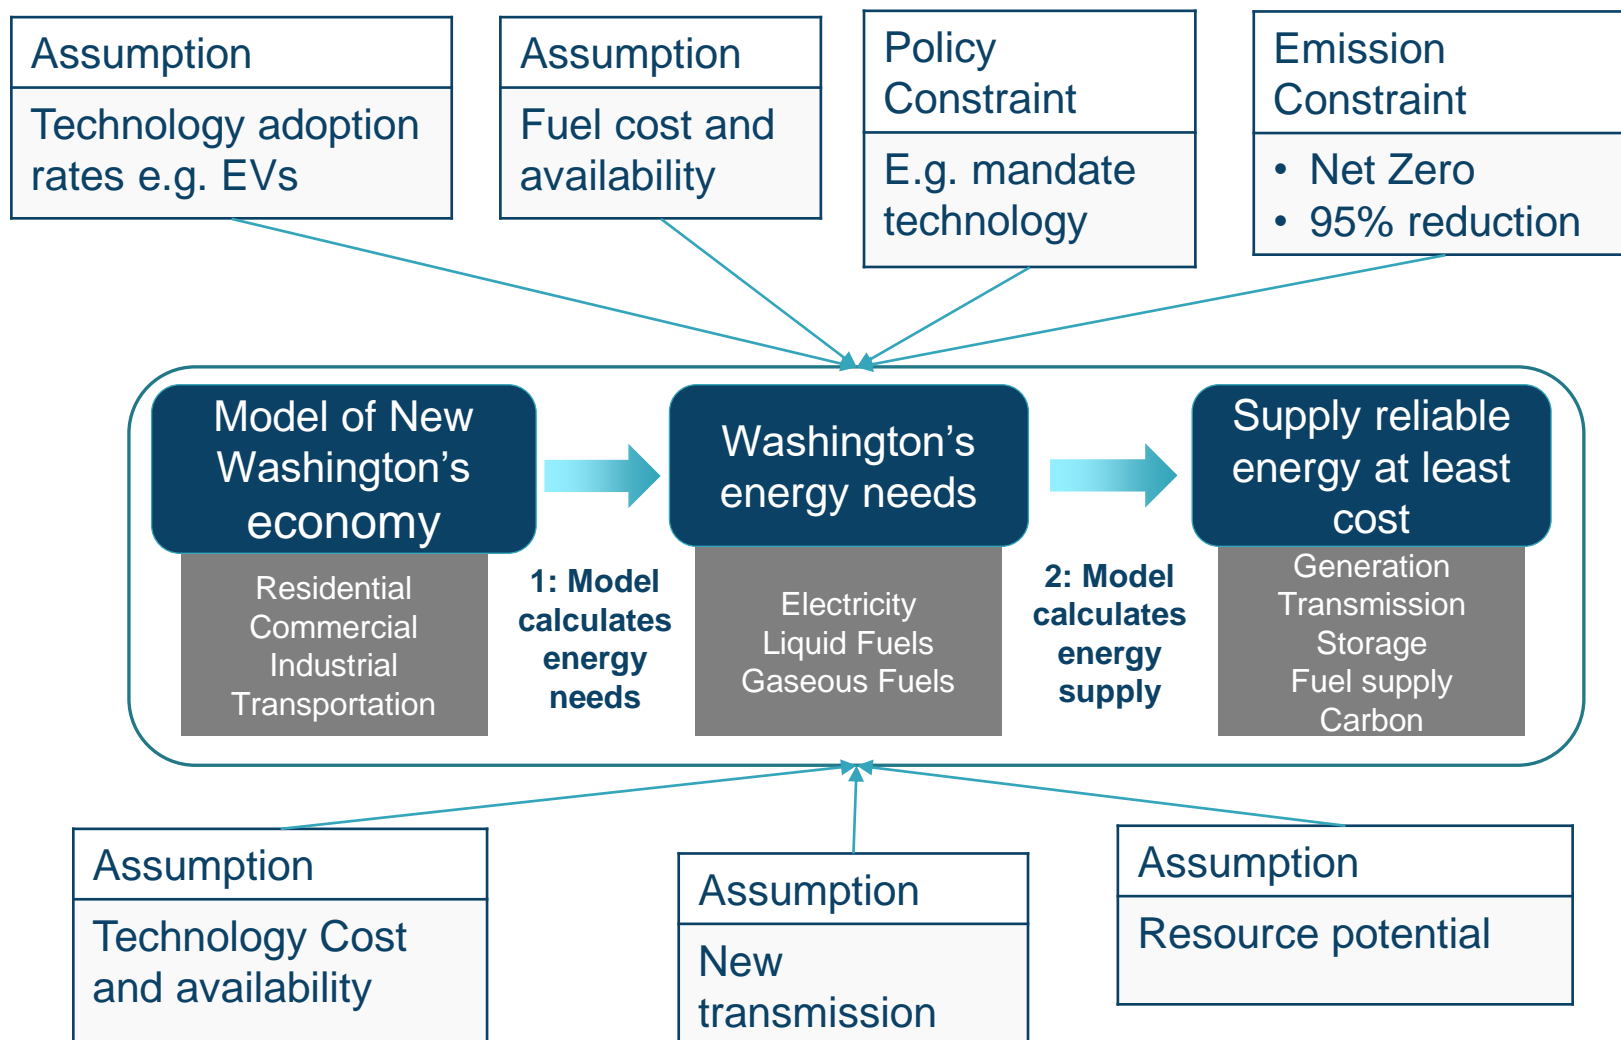 Assumption
Technology adoption
rates e.g. EVs
Assumption
Fuel cost and
availability
Policy
Constraint
E.g. mandate
technology
Emission
Constraint
• Net Zero
• 95% reduction
Model of New
Washington’s
economy
Residential
Commercial
Industrial
Transportation
1: Model
calculates
energy
needs
Washington’s
energy needs
Electricity
Liquid Fuels
Gaseous Fuels
2: Model
calculates
energy
supply
Supply reliable
energy at least
cost
Generation
Transmission
Storage
Fuel supply
Carbon
Assumption
Technology Cost
and availability
Assumption
New
transmission
Assumption
Resource potential